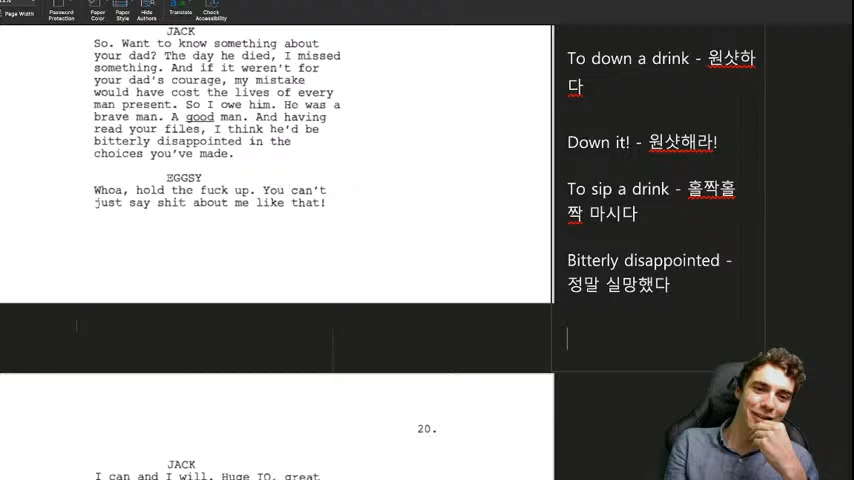 Page Width
Password
Protection
Paper
Color
Paper
Style
Hide
Authors
Translate
Check
Accessibility
JACK
So. Want to know something about
your dad? The day he died, I missed
something. And if it weren't for
your dad's courage, my mistake
would have cost the lives of every
man present. So I owe him. He was a
brave man. A good man. And having
read your files, I think he'd be
bitterly disappointed in the
choices you've made.
EGGSY
Whoa, hold the fuck up. You can't
just say shit about me like that!
20.
JACK
I can and I will. Huge IQ, great
To down a drink - 원샷하
다
Down it! - 원샷해라!
To sip a drink - 홀짝홀
짝 마시다
Bitterly disappointed -
정말 실망했다